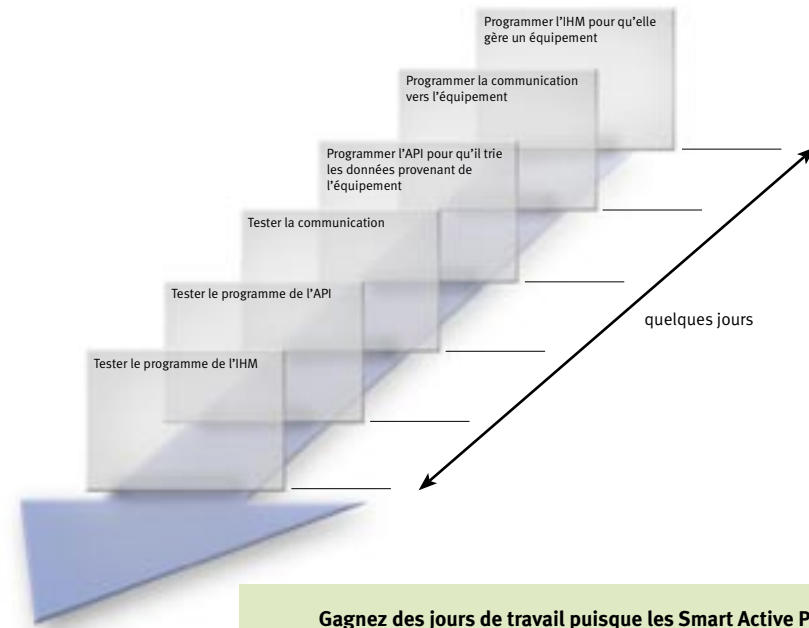 Programmer l’IHM pour qu’elle
gère un équipement
Programmer la communication
vers l’équipement
Programmer l’API pour qu’il trie
les données provenant de
l’équipement
Tester la communication
Tester le programme de l’API
Tester le programme de l’IHM
quelques jours
Gagnez des jours de travail puisque les Smart Active